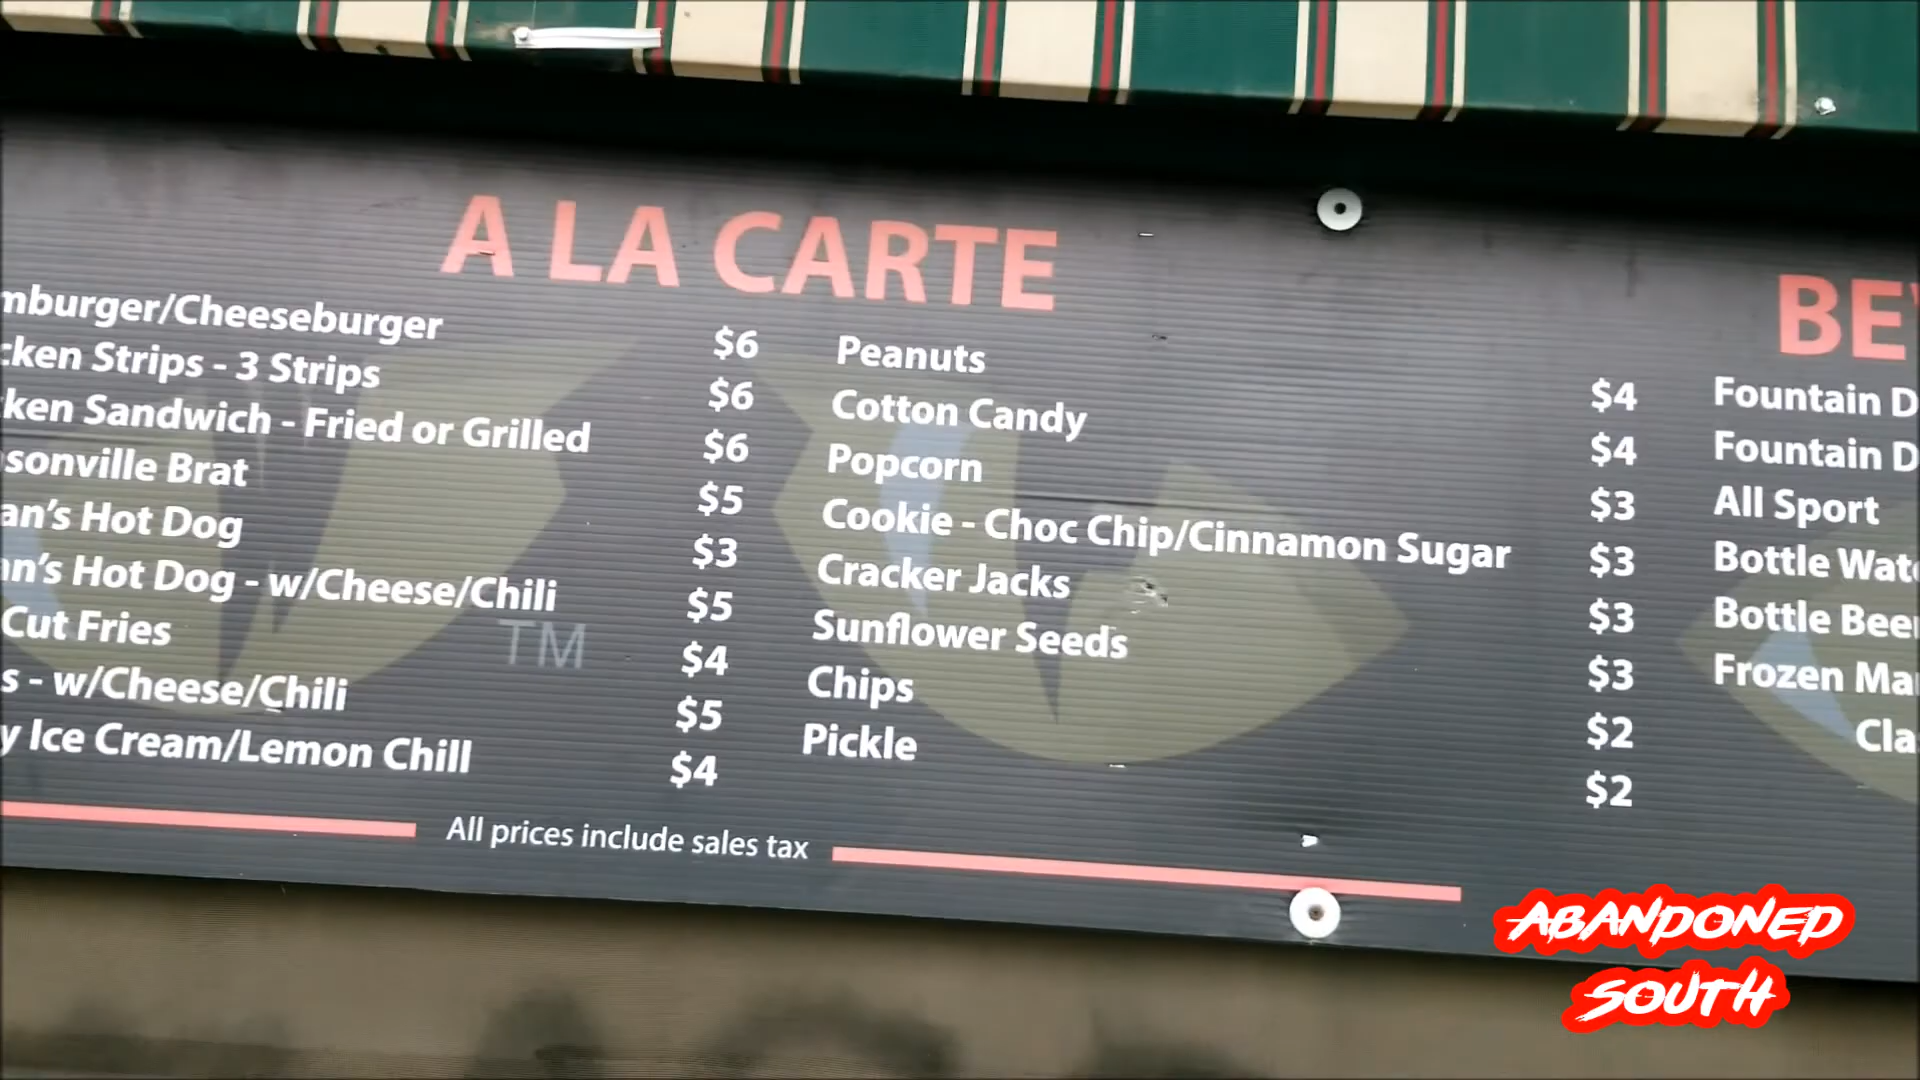 A LA CARTE
mburger/Cheeseburger $6
cken Strips - 3 Strips $6
ken Sandwich - Fried or Grilled $6
sonville Brat $5
an's Hot Dog $3
an's Hot Dog - w/Cheese/Chili $5
Cut Fries $4
s - w/Cheese/Chili $5
y Ice Cream/Lemon Chill $4
Peanuts $4
Cotton Candy $4
Popcorn $3
Cookie - Choc Chip/Cinnamon Sugar $3
Cracker Jacks $3
Sunflower Seeds $3
Chips $2
Pickle $2
TM
All prices include sales tax
BE
Fountain D
Fountain D
All Sport
Bottle Wat
Bottle Bee
Frozen Ma
Cla
ABANDONED
SOUTH